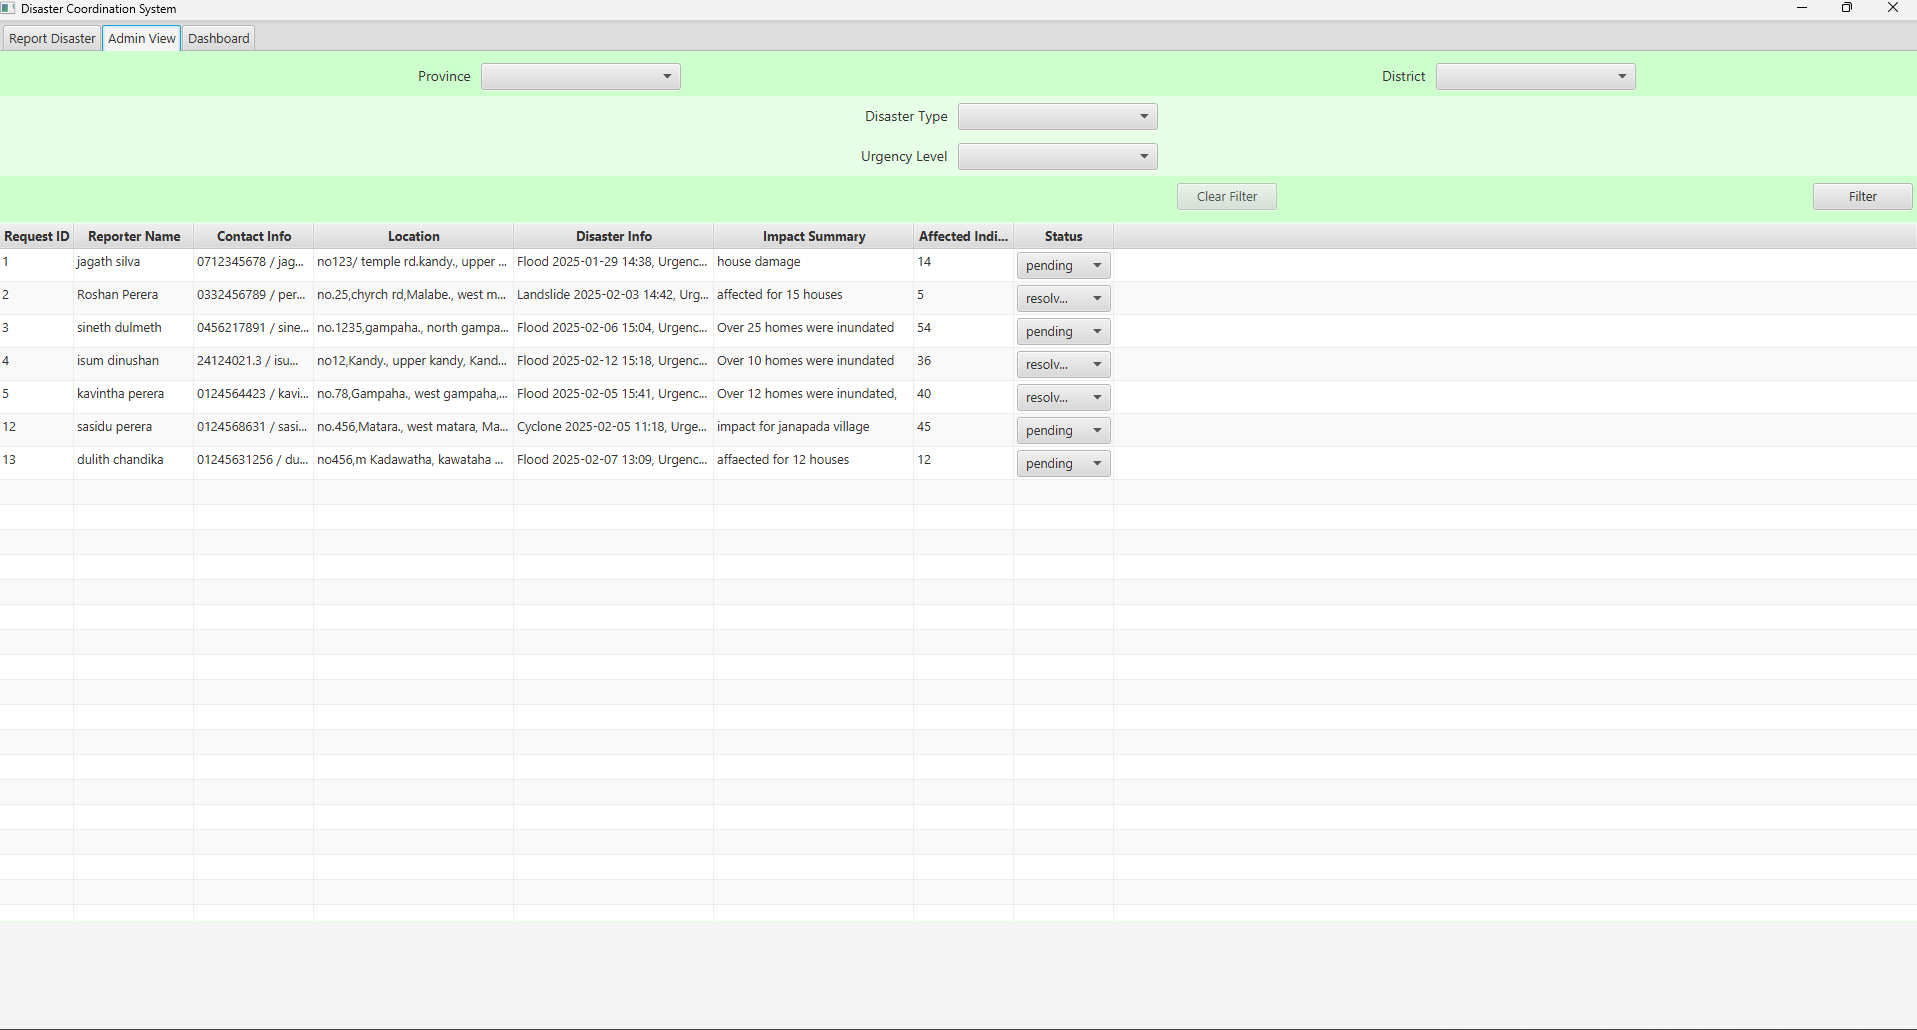 Disaster Coordination System
Report Disaster Admin View Dashboard
Province District
Disaster Type
Urgency Level
Clear Filter Filter
Request ID Reporter Name Contact Info Location Disaster Info Impact Summary Affected Indi... Status
1 jagath silva 0712345678 / jag... no123/ temple rd.kandy., upper ... Flood 2025-01-29 14:38, Urgenc... house damage 14 pending
2 Roshan Perera 0332456789 / per... no.25,chyrch rd,Malabe., west m... Landslide 2025-02-03 14:42, Urg... affected for 15 houses 5 resolv...
3 sineth dulmeth 0456217891 / sine... no.1235,gampaha., north gampa... Flood 2025-02-06 15:04, Urgenc... Over 25 homes were inundated 54 pending
4 isum dinushan 24124021.3 / isu... no12,Kandy., upper kandy, Kand... Flood 2025-02-12 15:18, Urgenc... Over 10 homes were inundated 36 resolv...
5 kavintha perera 0124564423 / kavi... no.78,Gampaha., west gampaha,... Flood 2025-02-05 15:41, Urgenc... Over 12 homes were inundated, 40 resolv...
12 sasidu perera 0124568631 / sasi... no.456,Matara., west matara, Ma... Cyclone 2025-02-05 11:18, Urge... impact for janapada village 45 pending
13 dulith chandika 01245631256 / du... no456,m Kadawatha, kawataha ... Flood 2025-02-07 13:09, Urgenc... affaected for 12 houses 12 pending